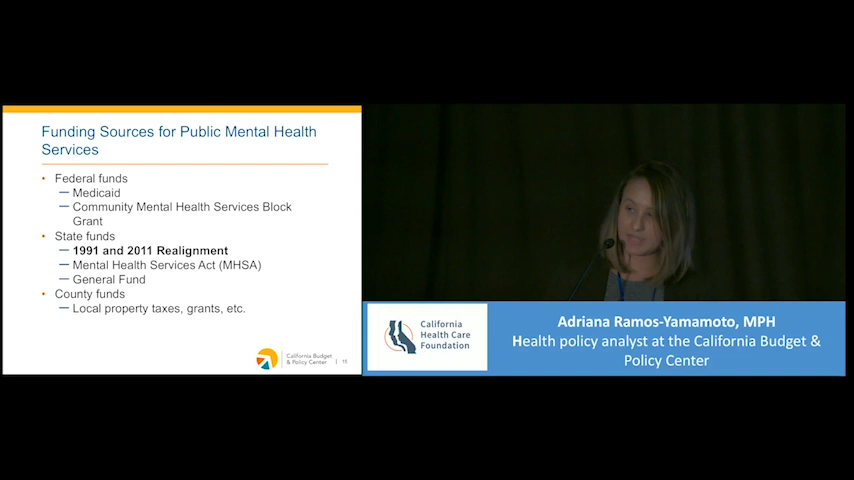 Funding Sources for Public Mental Health
Services
• Federal funds
— Medicaid
— Community Mental Health Services Block
Grant
• State funds
— 1991 and 2011 Realignment
— Mental Health Services Act (MHSA)
— General Fund
• County funds
— Local property taxes, grants, etc.
California Budget
& Policy Center | 15
California
Health Care
Foundation
Adriana Ramos-Yamamoto, MPH
Health policy analyst at the California Budget &
Policy Center